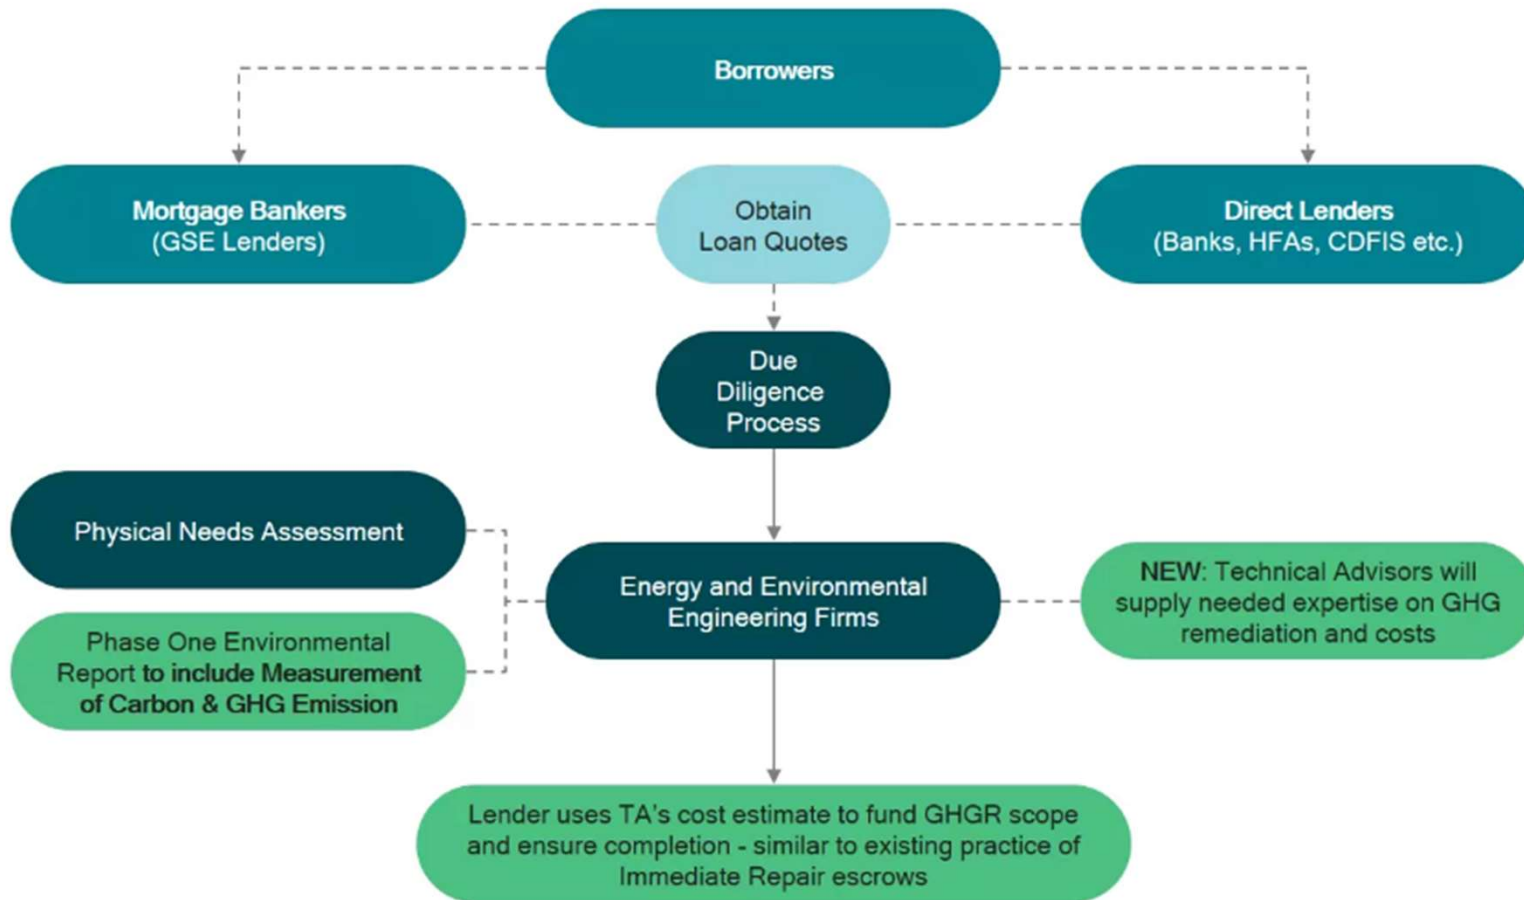 Borrowers
Mortgage Bankers
(GSE Lenders)
Obtain
Loan Quotes
Direct Lenders
(Banks, HFAs, CDFIS etc.)
Due
Diligence
Process
Physical Needs Assessment
Phase One Environmental
Report to include Measurement
of Carbon & GHG Emission
Energy and Environmental
Engineering Firms
NEW: Technical Advisors will
supply needed expertise on GHG
remediation and costs
Lender uses TA's cost estimate to fund GHGR scope
and ensure completion - similar to existing practice of
Immediate Repair escrows